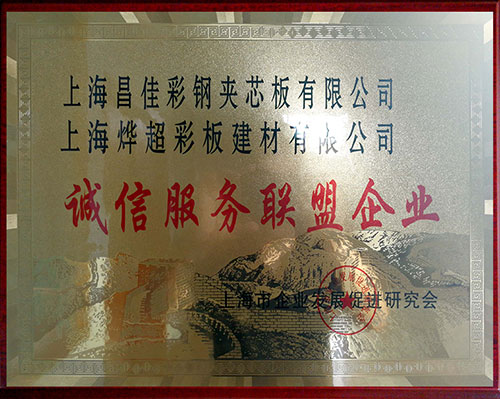 上海昌佳彩钢夹芯板有限公司
上海烨超彩板建材有限公司
诚信服务联盟企业
上海市企业发展促进研究会